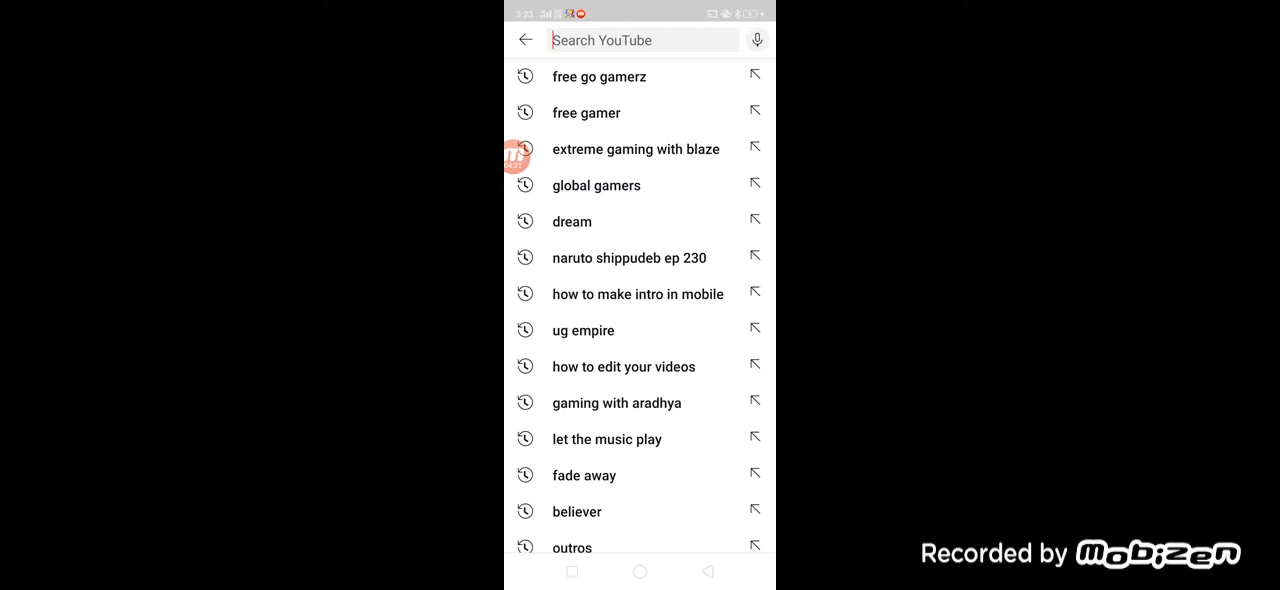 3:23
Search YouTube
free go gamerz
free gamer
extreme gaming with blaze
global gamers
dream
naruto shippudeb ep 230
how to make intro in mobile
ug empire
how to edit your videos
gaming with aradhya
let the music play
fade away
believer
outros
Recorded by mobizen